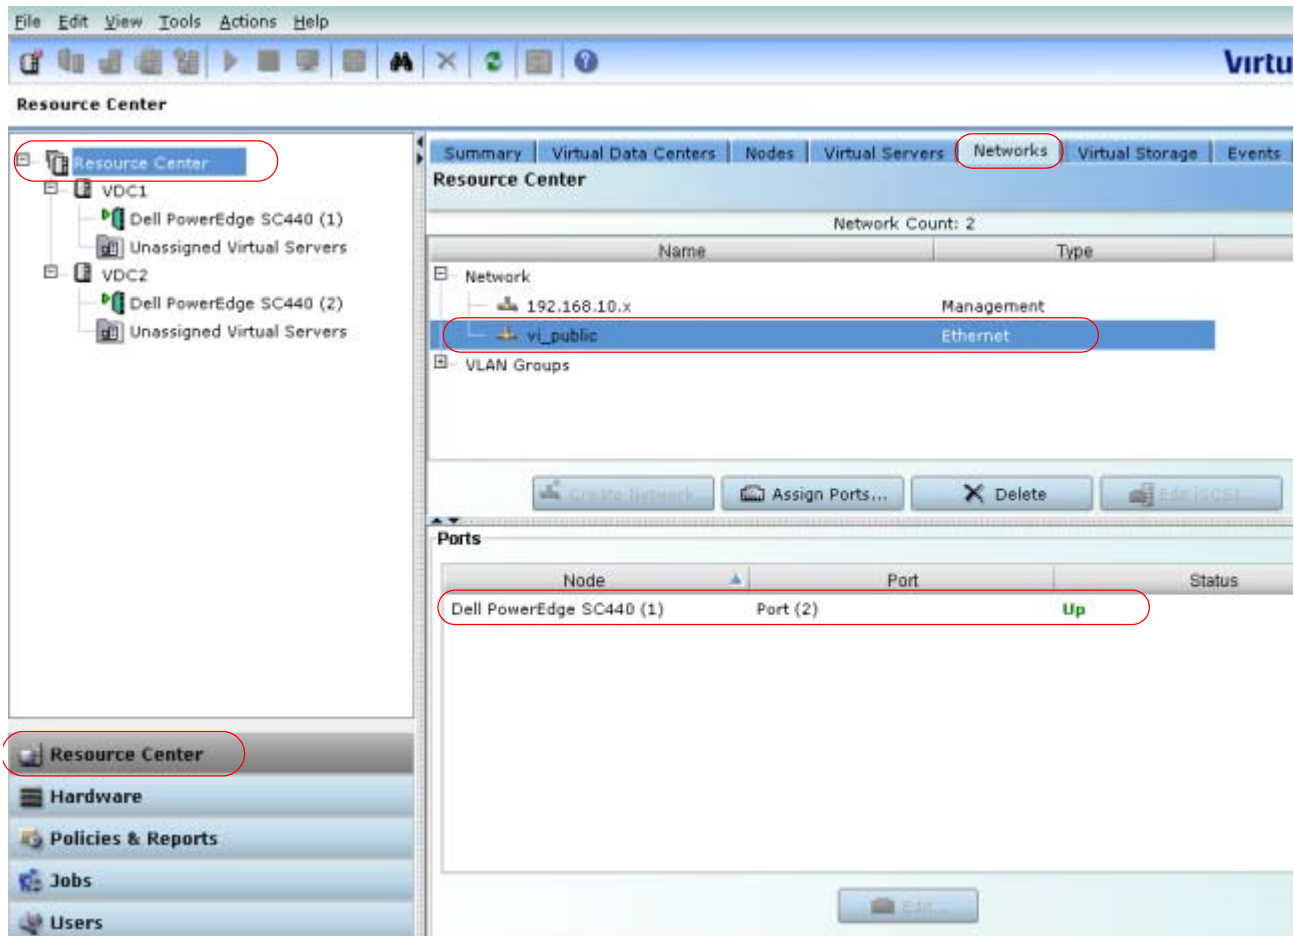 File Edit View Tools Actions Help
Virtu
Resource Center
Resource Center
VDC1
Dell PowerEdge SC440 (1)
Unassigned Virtual Servers
VDC2
Dell PowerEdge SC440 (2)
Unassigned Virtual Servers
Resource Center
Hardware
Policies & Reports
Jobs
Users
Summary Virtual Data Centers Nodes Virtual Servers Networks Virtual Storage Events
Resource Center
Network Count: 2
Name Type
Network
192.168.10.x Management
vi_public Ethernet
VLAN Groups
Create Network Assign Ports... Delete Edit iSCSI...
Ports
Node Port Status
Dell PowerEdge SC440 (1) Port (2) Up
Edit...